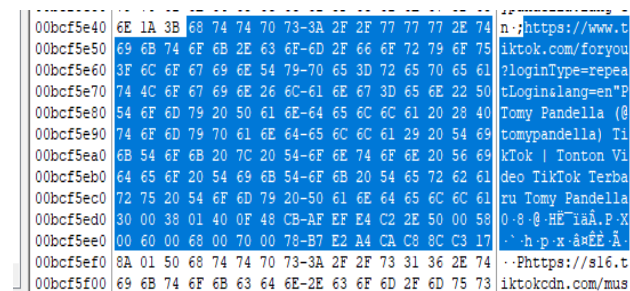 00bcf5e40 6E 1A 3B 68 74 74 70 73-3A 2F 2F 77 77 77 2E 74 n·;https://www.t
00bcf5e50 69 6B 74 6F 6B 2E 63 6F-6D 2F 66 6F 72 79 6F 75 iktok.com/foryou
00bcf5e60 3F 6C 6F 67 69 6E 54 79-70 65 3D 72 65 70 65 61 ?loginType=repea
00bcf5e70 74 4C 6F 67 69 6E 26 6C-61 6E 67 3D 65 6E 22 50 tLogin&lang=en"P
00bcf5e80 54 6F 6D 79 20 50 61 6E-64 65 6C 6C 61 20 28 40 Tomy Pandella (@
00bcf5e90 74 6F 6D 79 70 61 6E 64-65 6C 6C 61 29 20 54 69 tomypandella) Ti
00bcf5ea0 6B 54 6F 6B 20 7C 20 54-6F 6E 74 6F 6E 20 56 69 kTok | Tonton Vi
00bcf5eb0 64 65 6F 20 54 69 6B 54-6F 6B 20 54 65 72 62 61 deo TikTok Terba
00bcf5ec0 72 75 20 54 6F 6D 79 20-50 61 6E 64 65 6C 6C 61 ru Tomy Pandella
00bcf5ed0 30 00 38 01 40 0F 48 CB-AF EF E4 C2 2E 50 00 58 0·8·@·HË¯ïäÂ.P·X
00bcf5ee0 00 60 00 68 00 70 00 78-B7 E2 A4 CA C8 8C C3 17 ·`·h·p·x·â¤ÊÈ·Ã·
00bcf5ef0 8A 01 50 68 74 74 70 73-3A 2F 2F 73 31 36 2E 74 ··Phttps://s16.t
00bcf5f00 69 6B 74 6F 6B 63 64 6E-2E 63 6F 6D 2F 6D 75 73 iktokcdn.com/mus